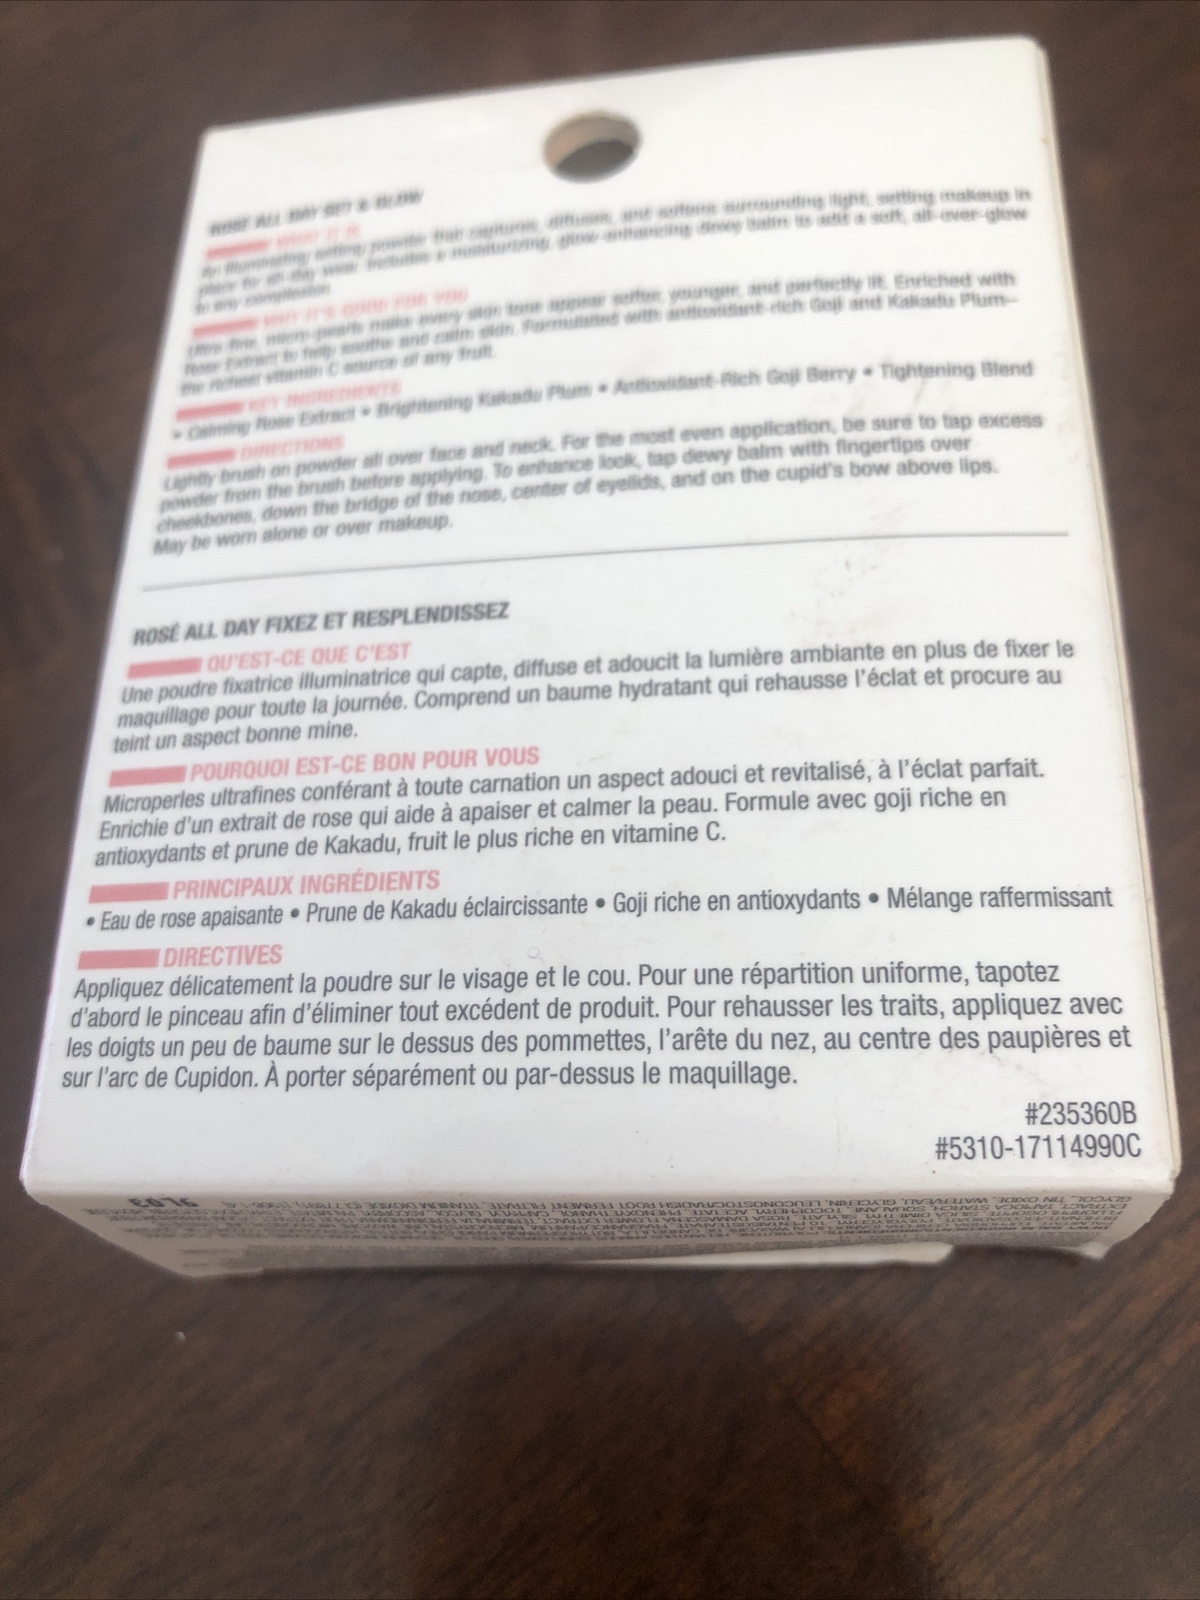 ROSÉ ALL DAY SET & GLOW
WHAT IT IS
An illuminating setting powder that captures, diffuses, and softens surrounding light, setting makeup in
place for all-day wear. Includes a moisturizing, glow-enhancing dewy balm to add a soft, all-over-glow
to any complexion.
WHY IT'S GOOD FOR YOU
Ultra-fine, micro-pearls make every skin tone appear softer, younger, and perfectly lit. Enriched with
Rose Extract to help soothe and calm skin. Formulated with antioxidant-rich Goji and Kakadu Plum–
the richest vitamin C source of any fruit.
KEY INGREDIENTS
• Calming Rose Extract • Brightening Kakadu Plum • Antioxidant-Rich Goji Berry • Tightening Blend
DIRECTIONS
Lightly brush on powder all over face and neck. For the most even application, be sure to tap excess
powder from the brush before applying. To enhance look, tap dewy balm with fingertips over
cheekbones, down the bridge of the nose, center of eyelids, and on the cupid's bow above lips.
May be worn alone or over makeup.
ROSÉ ALL DAY FIXEZ ET RESPLENDISSEZ
QU'EST-CE QUE C'EST
Une poudre fixatrice illuminatrice qui capte, diffuse et adoucit la lumière ambiante en plus de fixer le
maquillage pour toute la journée. Comprend un baume hydratant qui rehausse l'éclat et procure au
teint un aspect bonne mine.
POURQUOI EST-CE BON POUR VOUS
Microperles ultrafines conférant à toute carnation un aspect adouci et revitalisé, à l'éclat parfait.
Enrichie d'un extrait de rose qui aide à apaiser et calmer la peau. Formule avec goji riche en
antioxydants et prune de Kakadu, fruit le plus riche en vitamine C.
PRINCIPAUX INGRÉDIENTS
• Eau de rose apaisante • Prune de Kakadu éclaircissante • Goji riche en antioxydants • Mélange raffermissant
DIRECTIVES
Appliquez délicatement la poudre sur le visage et le cou. Pour une répartition uniforme, tapotez
d'abord le pinceau afin d'éliminer tout excédent de produit. Pour rehausser les traits, appliquez avec
les doigts un peu de baume sur le dessus des pommettes, l'arête du nez, au centre des paupières et
sur l'arc de Cupidon. À porter séparément ou par-dessus le maquillage.
#235360B
#5310-17114990C
GLYCOL, TIN OXIDE, WATER/EAU, GLYCERIN, LEUCONOSTOC/RADISH ROOT FERMENT FILTRATE, TITANIUM DIOXIDE